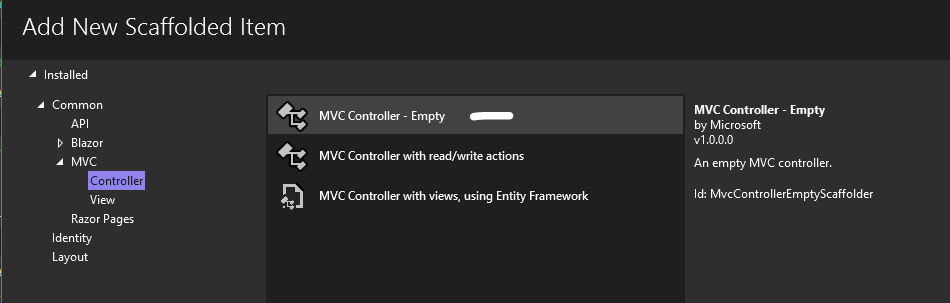 Add New Scaffolded Item
Installed
Common
API
Blazor
MVC
Controller
View
Razor Pages
Identity
Layout
MVC Controller - Empty
MVC Controller with read/write actions
MVC Controller with views, using Entity Framework
MVC Controller - Empty
by Microsoft
v1.0.0.0
An empty MVC controller.
Id: MvcControllerEmptyScaffolder